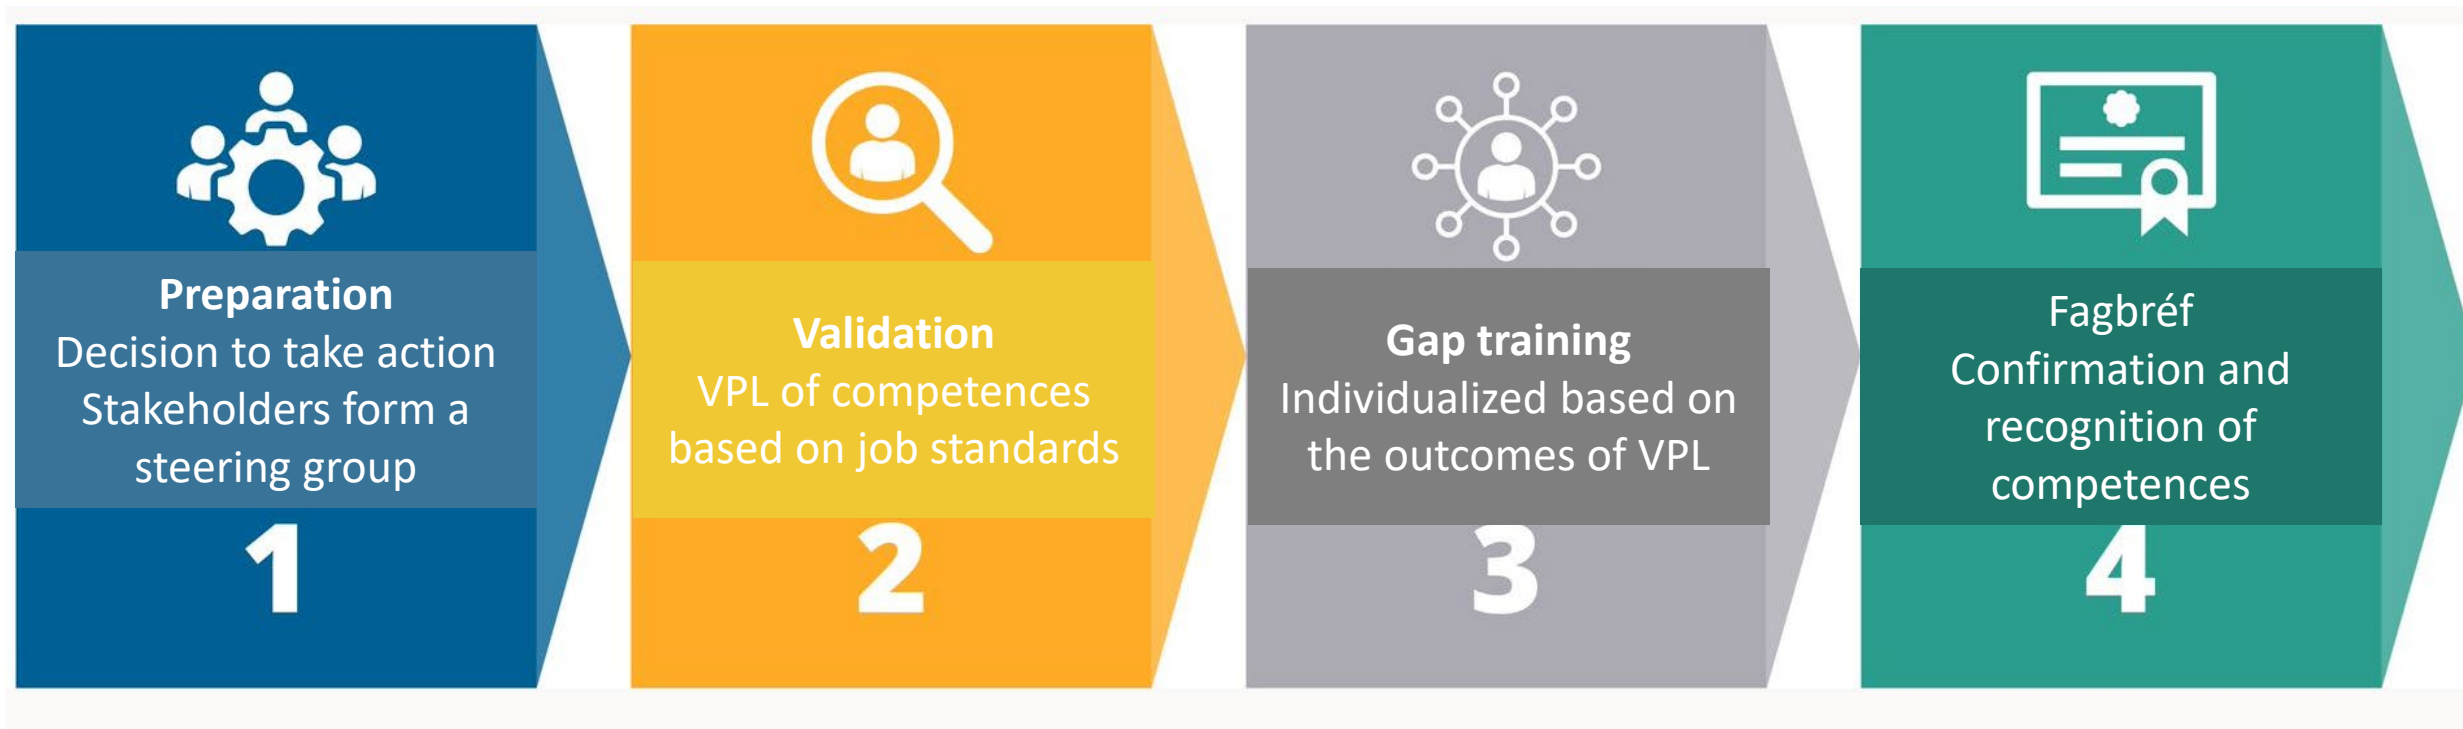 Preparation
Decision to take action
Stakeholders form a
steering group
1
Validation
VPL of competences
based on job standards
2
Gap training
Individualized based on
the outcomes of VPL
3
Fagbréf
Confirmation and
recognition of
competences
4